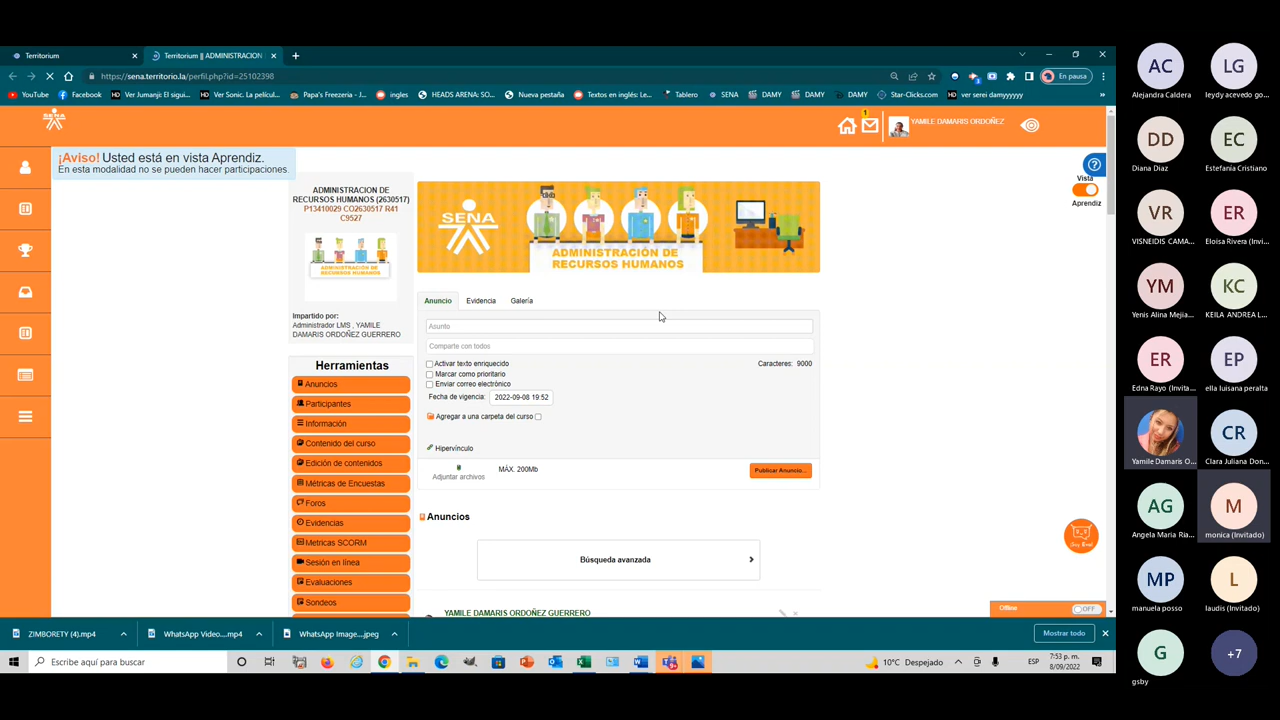 Territorium
Territorium || ADMINISTRACION
https://sena.territorio.la/perfil.php?id=25102398
En pausa
YouTube
Facebook
Ver Jumanji: El sigui...
Ver Sonic. La pelícu...
Papa's Freezeria - J...
ingles
HEADS ARENA: SO...
Nueva pestaña
Textos en inglés: Le...
Tablero
SENA
DAMY
DAMY
DAMY
Star-Clicks.com
ver serei damyyyyyy
SENA
1
YAMILE DAMARIS ORDOÑEZ
¡Aviso! Usted está en vista Aprendiz.
En esta modalidad no se pueden hacer participaciones.
Vista
Aprendiz
ADMINISTRACION DE
RECURSOS HUMANOS (2630517)
P13410029 CO2630517 R41
C9527
ADMINISTRACIÓN DE
RECURSOS HUMANOS
Impartido por:
Administrador LMS , YAMILE
DAMARIS ORDOÑEZ GUERRERO
SENA
ADMINISTRACIÓN DE
RECURSOS HUMANOS
Anuncio
Evidencia
Galería
Asunto
Comparte con todos
Activar texto enriquecido
Caracteres: 9000
Marcar como prioritario
Enviar correo electrónico
Fecha de vigencia:
2022-09-08 19:52
Agregar a una carpeta del curso
Hipervínculo
Adjuntar archivos
MÁX. 200Mb
Publicar Anuncio...
Herramientas
Anuncios
Participantes
Información
Contenido del curso
Edición de contenidos
Métricas de Encuestas
Foros
Evidencias
Metricas SCORM
Sesión en línea
Evaluaciones
Sondeos
Anuncios
Búsqueda avanzada
YAMILE DAMARIS ORDOÑEZ GUERRERO
Offline
OFF
ZIMBORETY (4).mp4
WhatsApp Video....mp4
WhatsApp Image....jpeg
Mostrar todo
Escribe aquí para buscar
10°C Despejado
ESP
7:53 p. m.
8/09/2022
AC
Alejandra Caldera
LG
leydy acevedo go...
DD
Diana Diaz
EC
Estefanía Cristiano
VR
VISNEIDIS CAMA...
ER
Eloisa Rivera (Invi...
YM
Yenis Alina Mejia...
KC
KEILA ANDREA L...
ER
Edna Rayo (Invita...
EP
ella luisana peralta
Yamile Damaris O...
CR
Clara Juliana Don...
AG
Angela Maria Ria...
M
monica (Invitado)
MP
manuela posso
L
laudis (Invitado)
G
gsby
+7